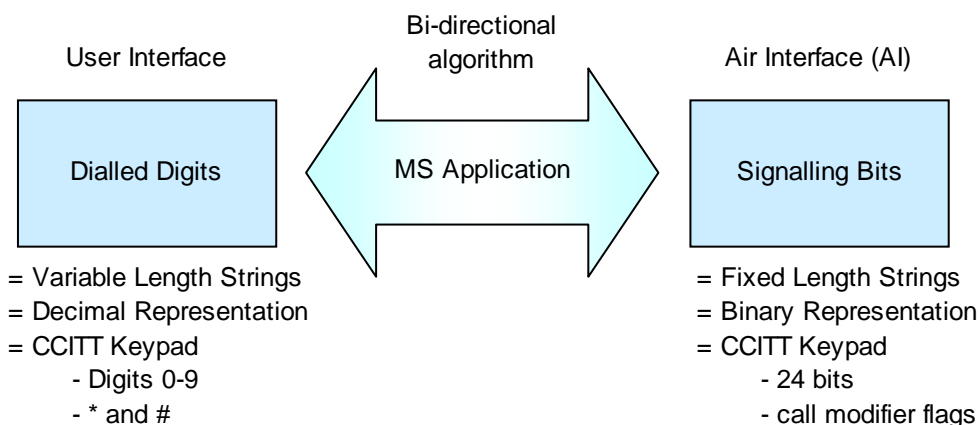 Bi-directional
algorithm
User Interface
Air Interface (AI)
Dialled Digits
MS Application
Signalling Bits
= Variable Length Strings
= Decimal Representation
= CCITT Keypad
- Digits 0-9
- * and #
= Fixed Length Strings
= Binary Representation
= CCITT Keypad
- 24 bits
- call modifier flags